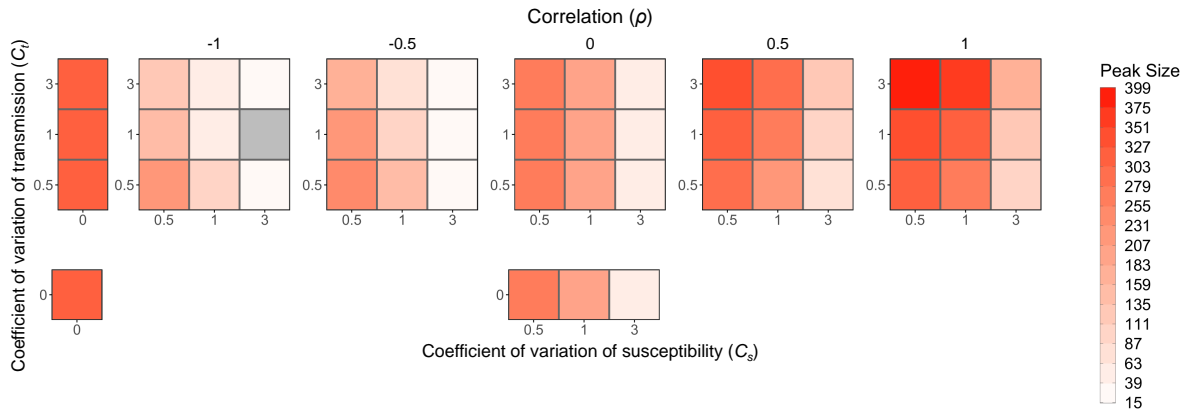 Correlation (ρ)
-1 -0.5 0 0.5 1
Coefficient of variation of transmission (Cₜ)
3 3 3 3 3 3
1 1 1 1 1 1
0.5 0.5 0.5 0.5 0.5 0.5
0 0.5 1 3 0.5 1 3 0.5 1 3 0.5 1 3 0.5 1 3
0 0
0 0.5 1 3
Coefficient of variation of susceptibility (Cₛ)
Peak Size
399
375
351
327
303
279
255
231
207
183
159
135
111
87
63
39
15